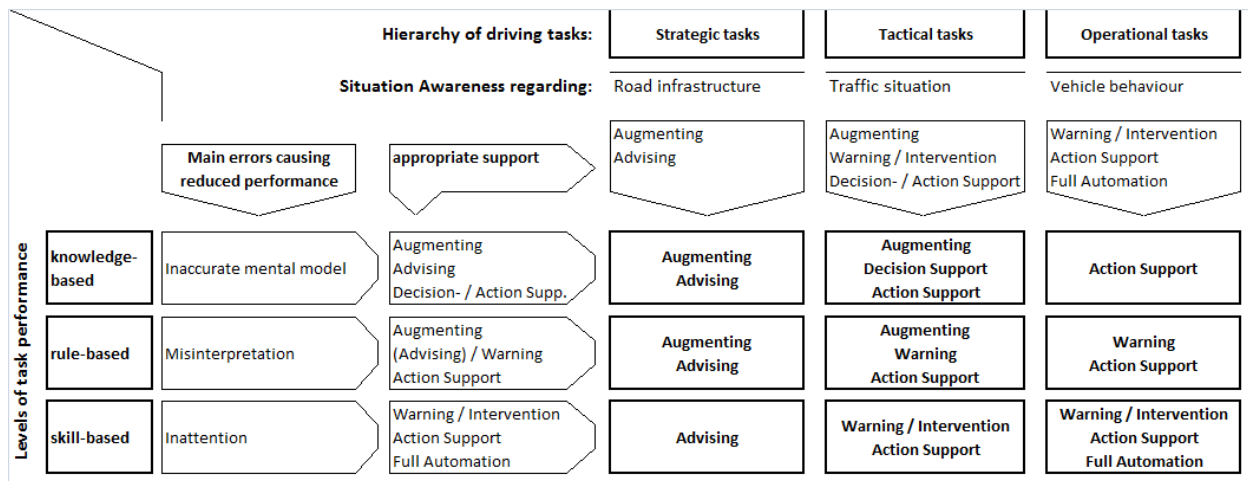 Hierarchy of driving tasks:
Strategic tasks
Tactical tasks
Operational tasks
Situation Awareness regarding:
Road infrastructure
Traffic situation
Vehicle behaviour
Main errors causing
reduced performance
appropriate support
Augmenting
Advising
Augmenting
Warning / Intervention
Decision- / Action Support
Warning / Intervention
Action Support
Full Automation
Levels of task performance
knowledge-
based
Inaccurate mental model
Augmenting
Advising
Decision- / Action Supp.
Augmenting
Advising
Augmenting
Decision Support
Action Support
Action Support
rule-based
Misinterpretation
Augmenting
(Advising) / Warning
Action Support
Augmenting
Advising
Augmenting
Warning
Action Support
Warning
Action Support
skill-based
Inattention
Warning / Intervention
Action Support
Full Automation
Advising
Warning / Intervention
Action Support
Warning / Intervention
Action Support
Full Automation